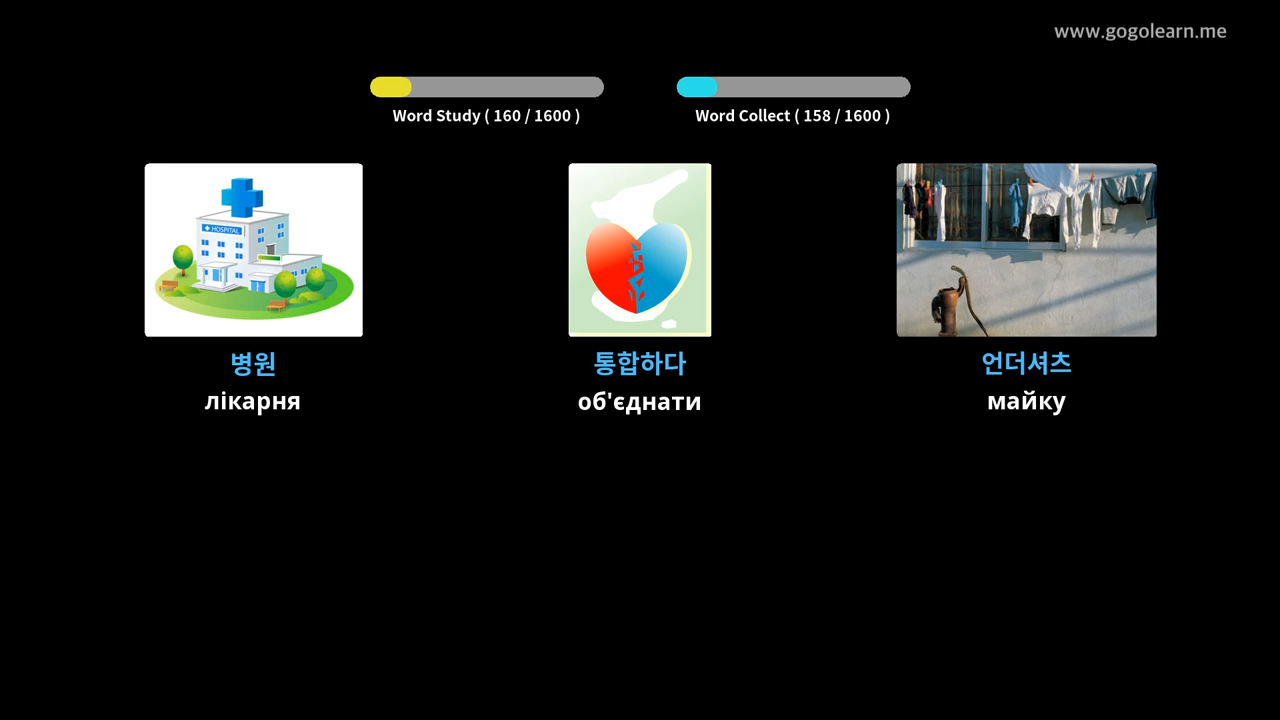 www.gogolearn.me
Word Study ( 160 / 1600 )
Word Collect ( 158 / 1600 )
HOSPITAL
병원
лікарня
통합하다
об'єднати
언더셔츠
майку